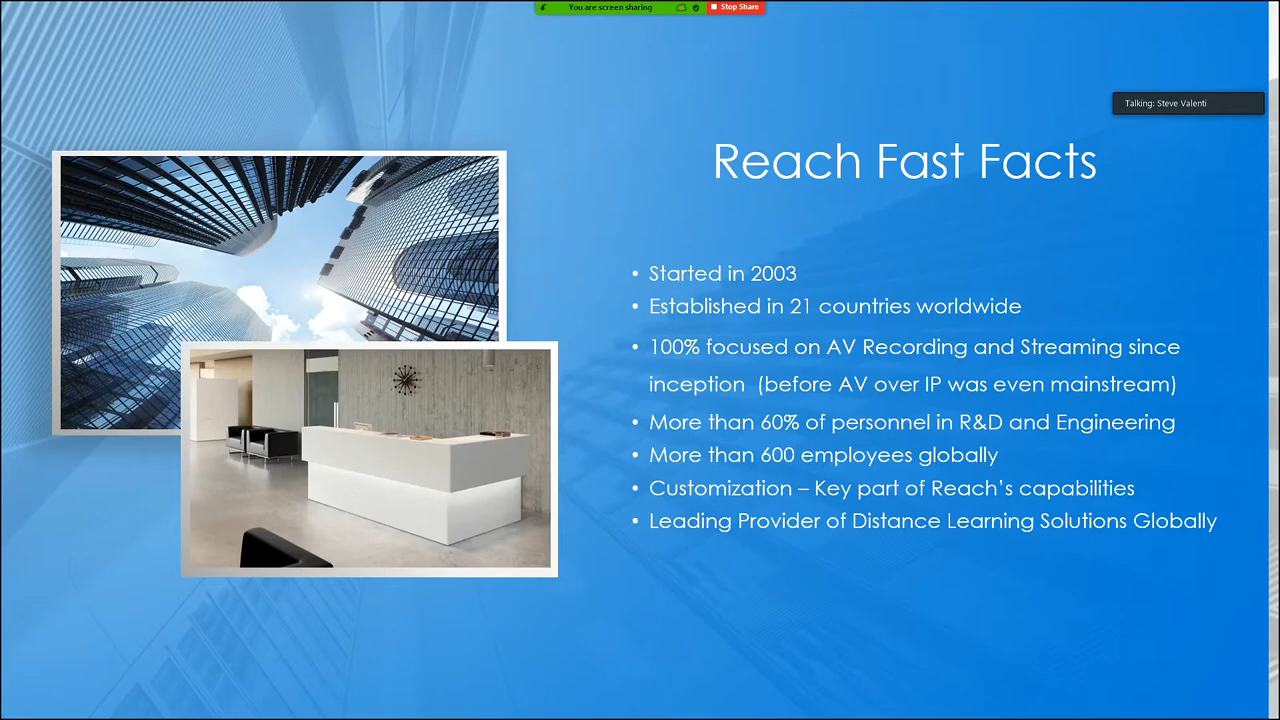 You are screen sharing
Stop Share
Talking: Steve Valenti
Reach Fast Facts
• Started in 2003
• Established in 21 countries worldwide
• 100% focused on AV Recording and Streaming since
inception (before AV over IP was even mainstream)
• More than 60% of personnel in R&D and Engineering
• More than 600 employees globally
• Customization – Key part of Reach's capabilities
• Leading Provider of Distance Learning Solutions Globally